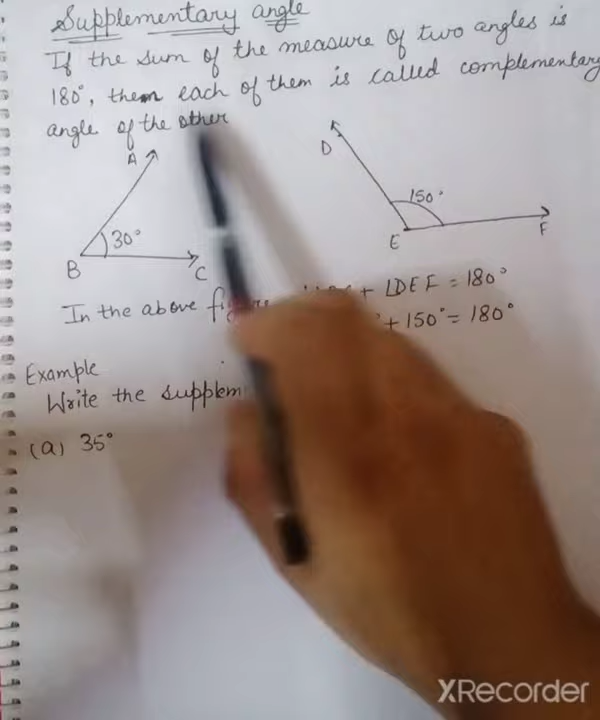 Supplementary angle
If the sum of the measure of two angles is
180°, then each of them is called complementary
angle of the other
A
30°
B
C
D
150°
E
F
In the above + ∠DEF = 180°
+ 150° = 180°
Example
Write the
(a) 35°
XRecorder